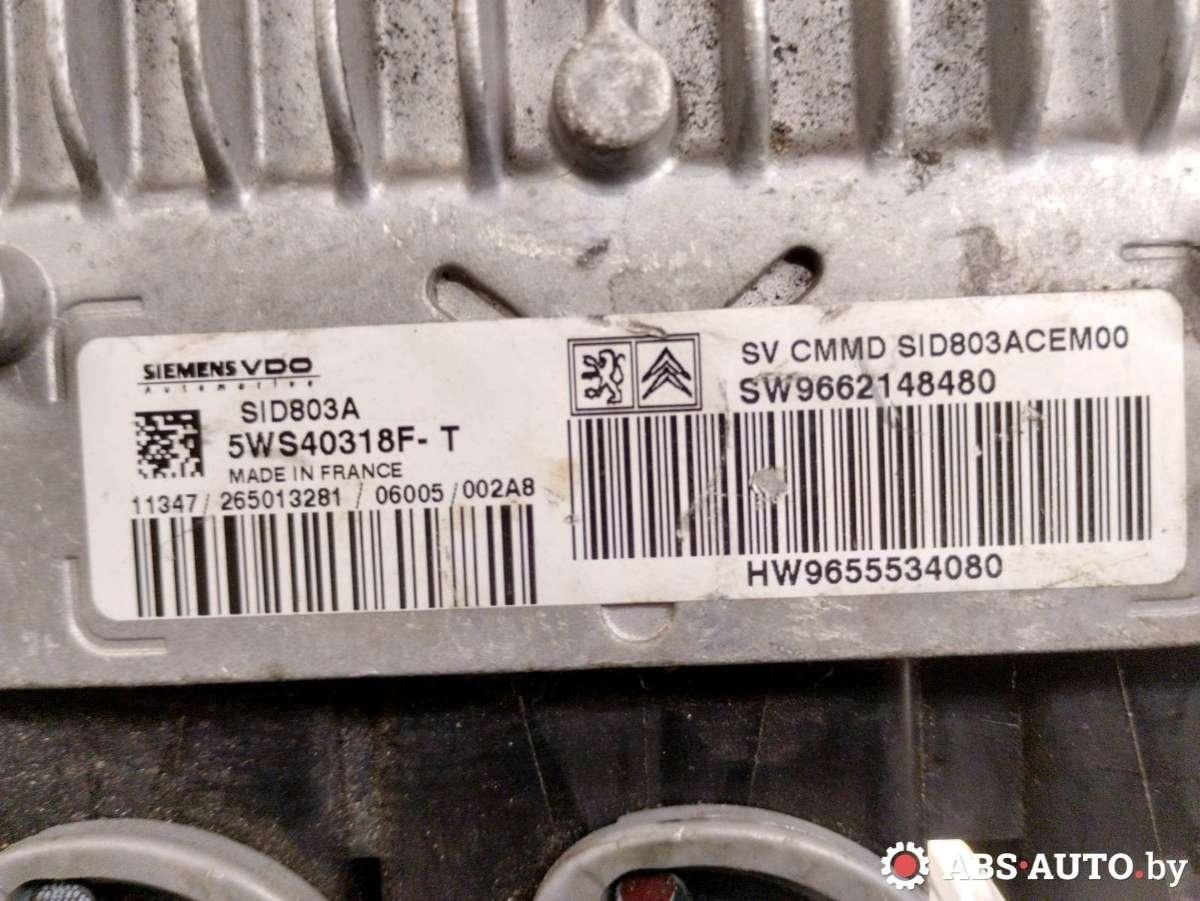 SIEMENS VDO
Automotive
SID803A
5WS40318F- T
MADE IN FRANCE
11347/ 265013281 / 06005 /002A8
SV CMMD SID803ACEM00
SW9662148480
HW9655534080
ABS·AUTO.by